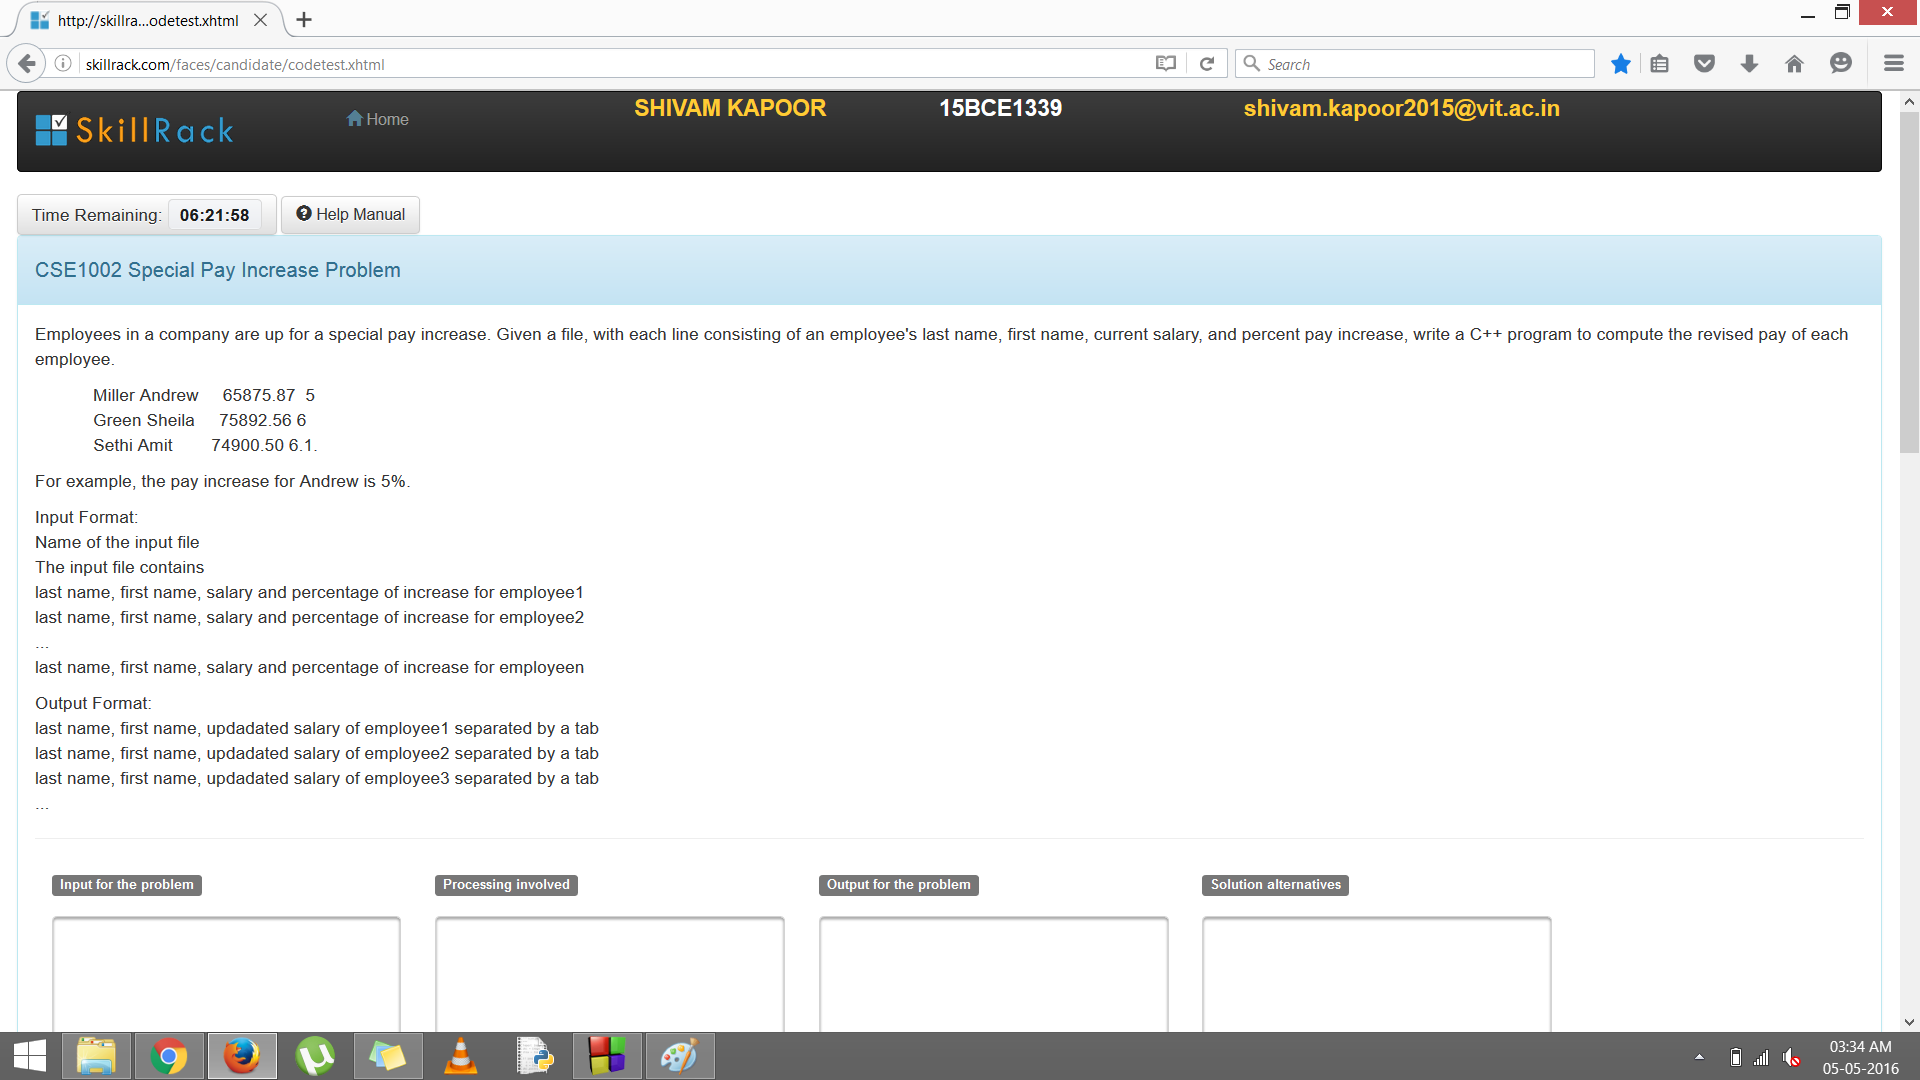 http://skillra...odetest.xhtml
skillrack.com/faces/candidate/codetest.xhtml
Search
SkillRack
Home
SHIVAM KAPOOR
15BCE1339
shivam.kapoor2015@vit.ac.in
Time Remaining: 06:21:58
Help Manual
CSE1002 Special Pay Increase Problem
Employees in a company are up for a special pay increase. Given a file, with each line consisting of an employee's last name, first name, current salary, and percent pay increase, write a C++ program to compute the revised pay of each
employee.
Miller Andrew 65875.87 5
Green Sheila 75892.56 6
Sethi Amit 74900.50 6.1.
For example, the pay increase for Andrew is 5%.
Input Format:
Name of the input file
The input file contains
last name, first name, salary and percentage of increase for employee1
last name, first name, salary and percentage of increase for employee2
...
last name, first name, salary and percentage of increase for employeen
Output Format:
last name, first name, updadated salary of employee1 separated by a tab
last name, first name, updadated salary of employee2 separated by a tab
last name, first name, updadated salary of employee3 separated by a tab
...
Input for the problem
Processing involved
Output for the problem
Solution alternatives
03:34 AM
05-05-2016